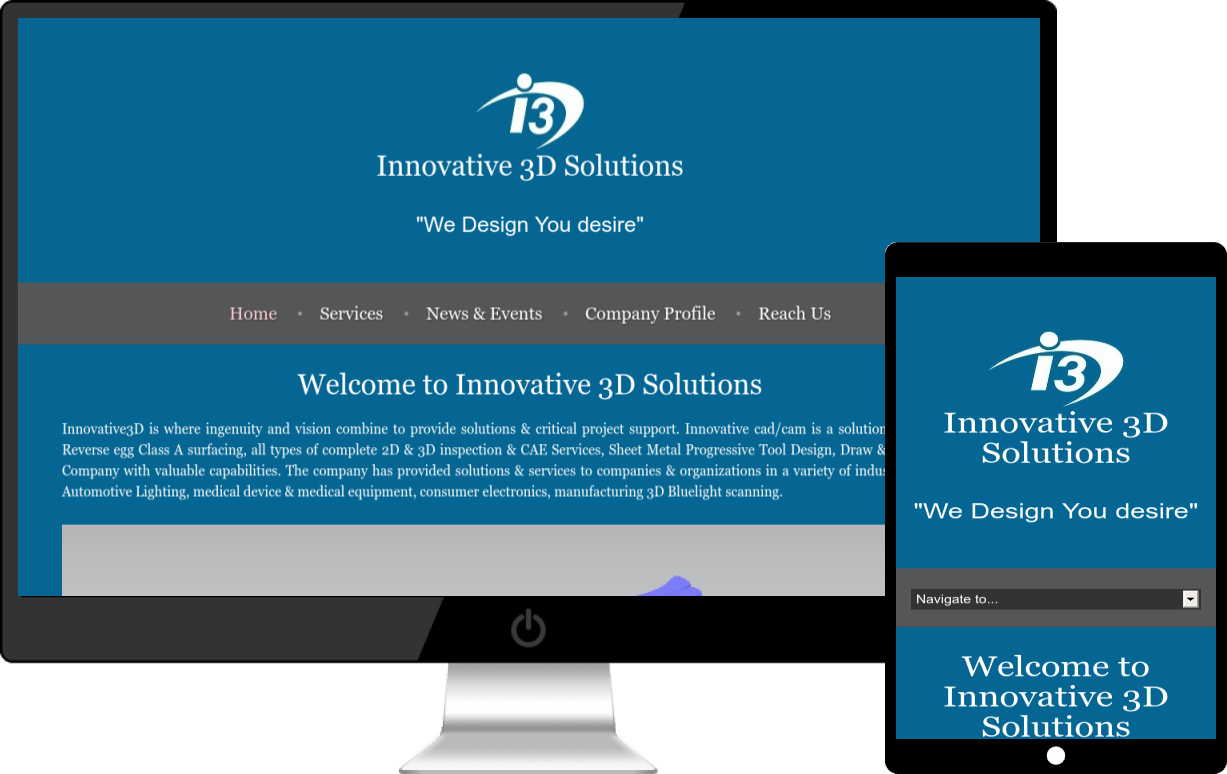 i3
Innovative 3D Solutions
"We Design You desire"
Home • Services • News & Events • Company Profile • Reach Us
Welcome to Innovative 3D Solutions
Innovative3D is where ingenuity and vision combine to provide solutions & critical project support. Innovative cad/cam is a solution
Reverse egg Class A surfacing, all types of complete 2D & 3D inspection & CAE Services, Sheet Metal Progressive Tool Design, Draw &
Company with valuable capabilities. The company has provided solutions & services to companies & organizations in a variety of indus
Automotive Lighting, medical device & medical equipment, consumer electronics, manufacturing 3D Bluelight scanning.
i3
Innovative 3D
Solutions
"We Design You desire"
Navigate to...
Welcome to
Innovative 3D
Solutions